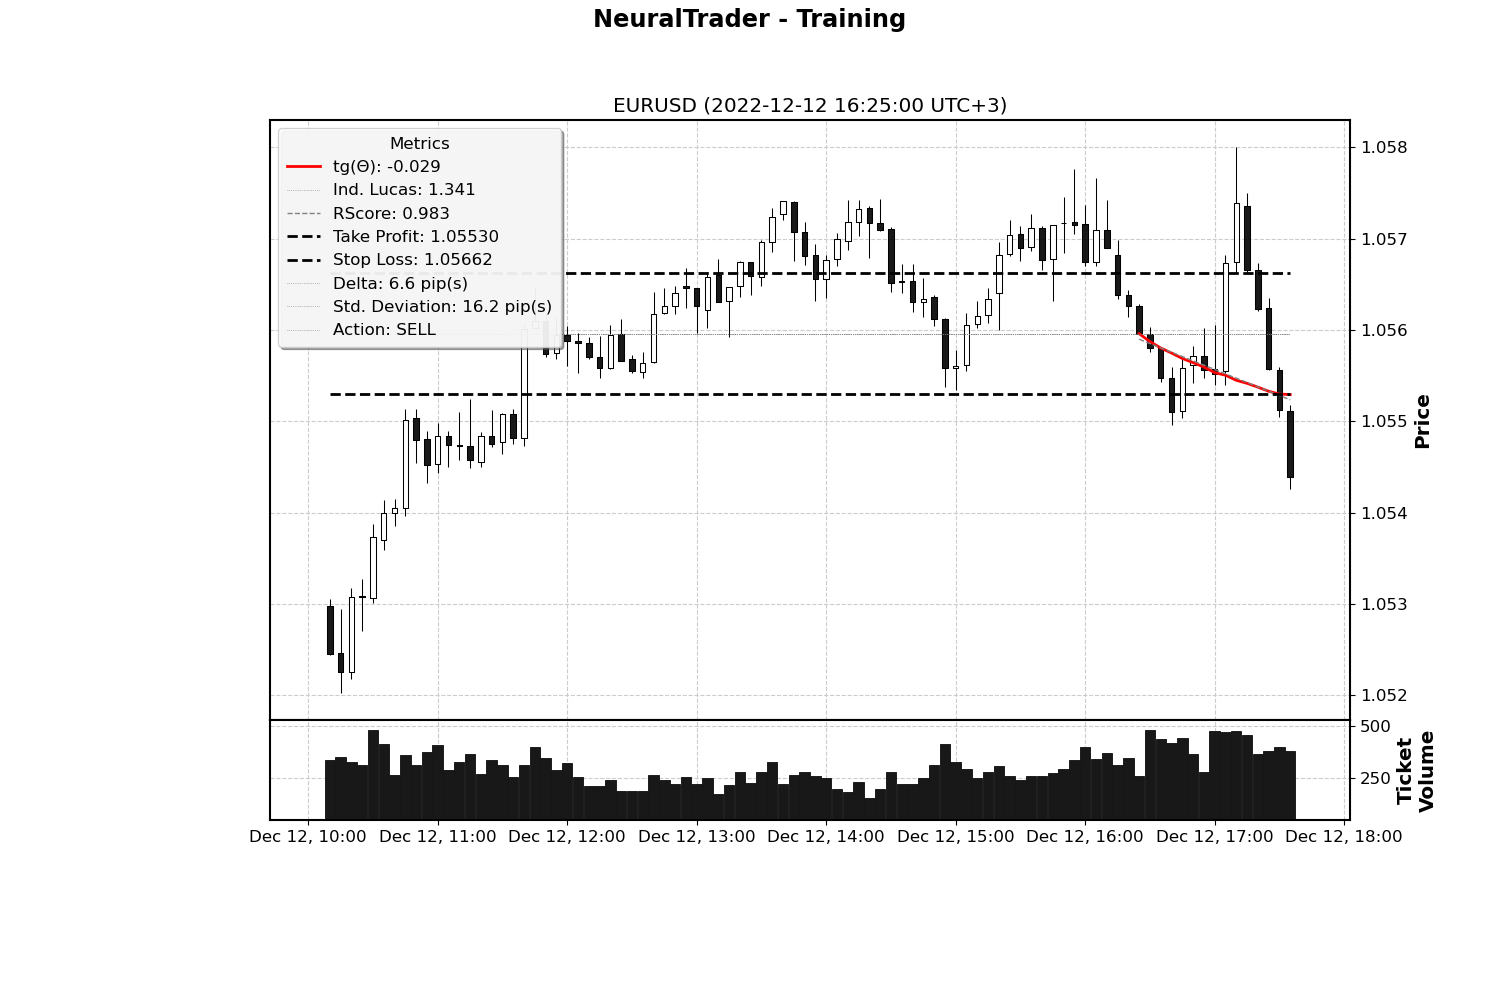 NeuralTrader - Training
EURUSD (2022-12-12 16:25:00 UTC+3)
Metrics
tg(Θ): -0.029
Ind. Lucas: 1.341
RScore: 0.983
Take Profit: 1.05530
Stop Loss: 1.05662
Delta: 6.6 pip(s)
Std. Deviation: 16.2 pip(s)
Action: SELL
1.058
1.057
1.056
1.055
1.054
1.053
1.052
Price
500
250
Ticket
Volume
Dec 12, 10:00
Dec 12, 11:00
Dec 12, 12:00
Dec 12, 13:00
Dec 12, 14:00
Dec 12, 15:00
Dec 12, 16:00
Dec 12, 17:00
Dec 12, 18:00